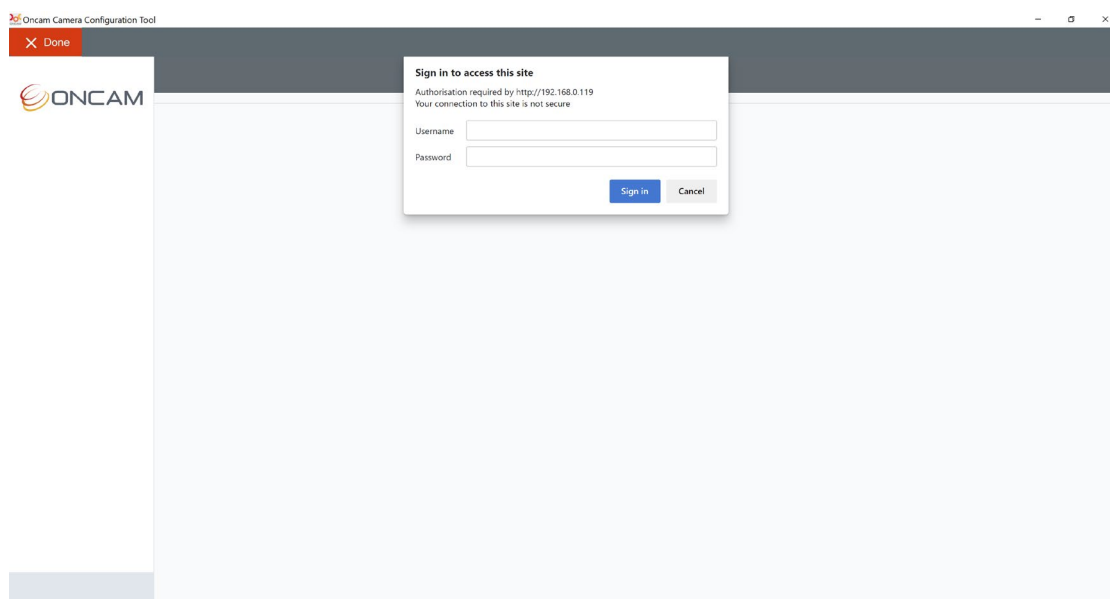 Oncam Camera Configuration Tool
Done
ONCAM
Sign in to access this site
Authorisation required by http://192.168.0.119
Your connection to this site is not secure
Username
Password
Sign in Cancel